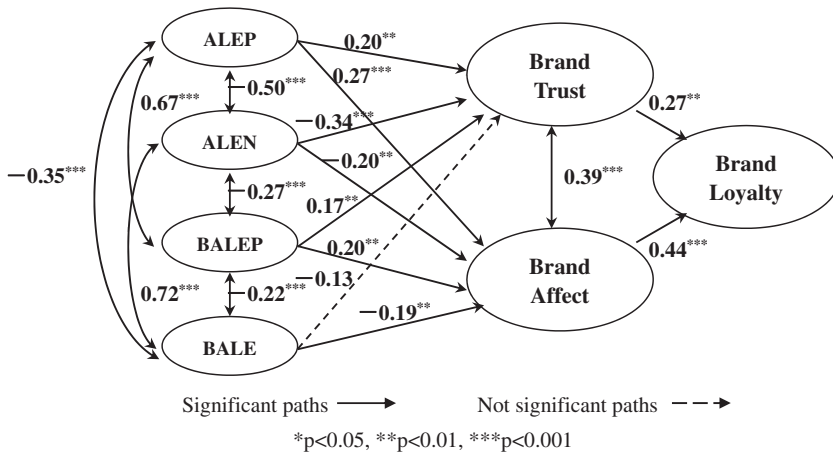 ALEP
0.20**
Brand
Trust
0.27***
0.67***
−0.50***
0.27**
ALEN
−0.34***
Brand
Loyalty
−0.35***
−0.20**
0.39***
−0.27***
0.17**
BALEP
0.20**
0.44***
−0.13
Brand
Affect
0.72***
−0.22***
−0.19**
BALE
Significant paths
Not significant paths
*p<0.05, **p<0.01, ***p<0.001